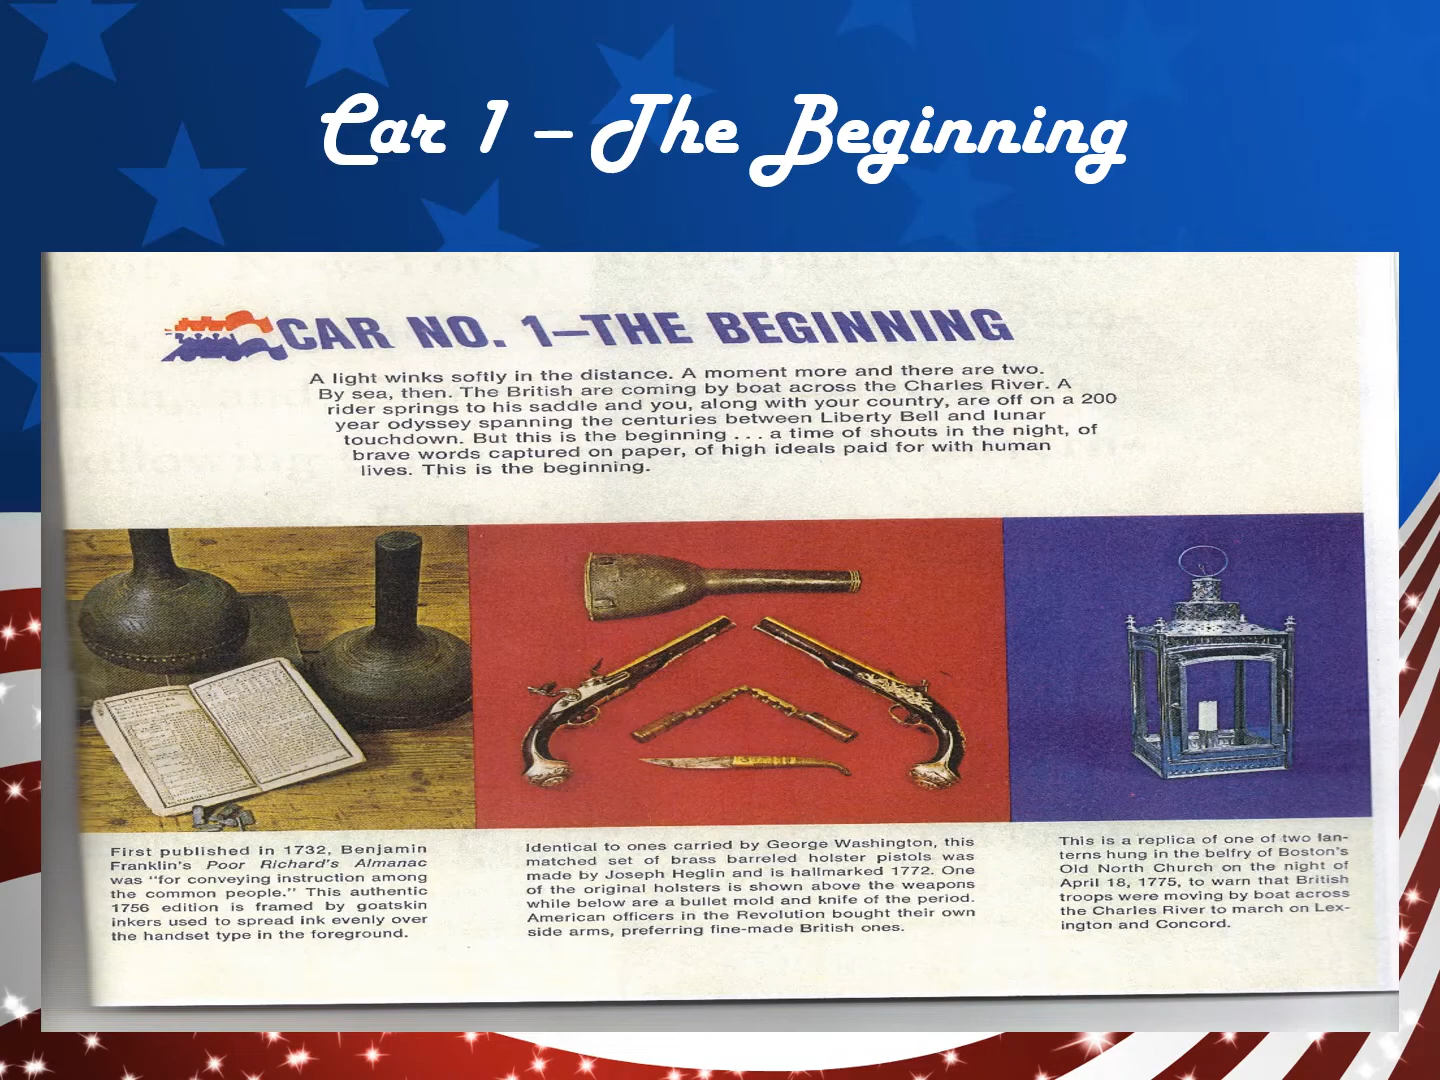 Car 1 – The Beginning
CAR NO. 1–THE BEGINNING
A light winks softly in the distance. A moment more and there are two.
By sea, then. The British are coming by boat across the Charles River. A
rider springs to his saddle and you, along with your country, are off on a 200
year odyssey spanning the centuries between Liberty Bell and lunar
touchdown. But this is the beginning . . . a time of shouts in the night, of
brave words captured on paper, of high ideals paid for with human
lives. This is the beginning.
First published in 1732, Benjamin
Franklin's Poor Richard's Almanac
was "for conveying instruction among
the common people." This authentic
1756 edition is framed by goatskin
inkers used to spread ink evenly over
the handset type in the foreground.
Identical to ones carried by George Washington, this
matched set of brass barreled holster pistols was
made by Joseph Heglin and is hallmarked 1772. One
of the original holsters is shown above the weapons
while below are a bullet mold and knife of the period.
American officers in the Revolution bought their own
side arms, preferring fine-made British ones.
This is a replica of one of two lan-
terns hung in the belfry of Boston's
Old North Church on the night of
April 18, 1775, to warn that British
troops were moving by boat across
the Charles River to march on Lex-
ington and Concord.